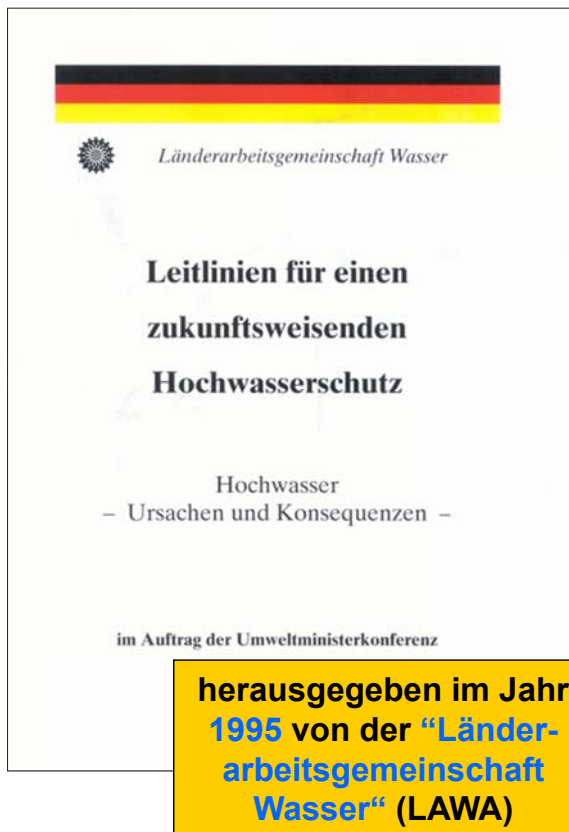 Länderarbeitsgemeinschaft Wasser
Leitlinien für einen
zukunftsweisenden
Hochwasserschutz
Hochwasser
– Ursachen und Konsequenzen –
im Auftrag der Umweltministerkonferenz
herausgegeben im Jahr
1995 von der “Länder-
arbeitsgemeinschaft
Wasser“ (LAWA)